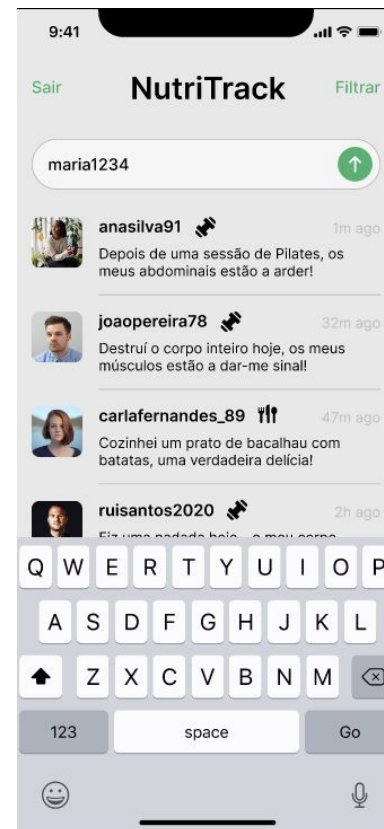 9:41
Sair NutriTrack Filtrar
maria1234
anasilva91 1m ago
Depois de uma sessão de Pilates, os
meus abdominais estão a arder!
joaopereira78 32m ago
Destruí o corpo inteiro hoje, os meus
músculos estão a dar-me sinal!
carlafernandes_89 47m ago
Cozinhei um prato de bacalhau com
batatas, uma verdadeira delícia!
ruisantos2020 2h ago
Q W E R T Y U I O P
A S D F G H J K L
Z X C V B N M
123 space Go